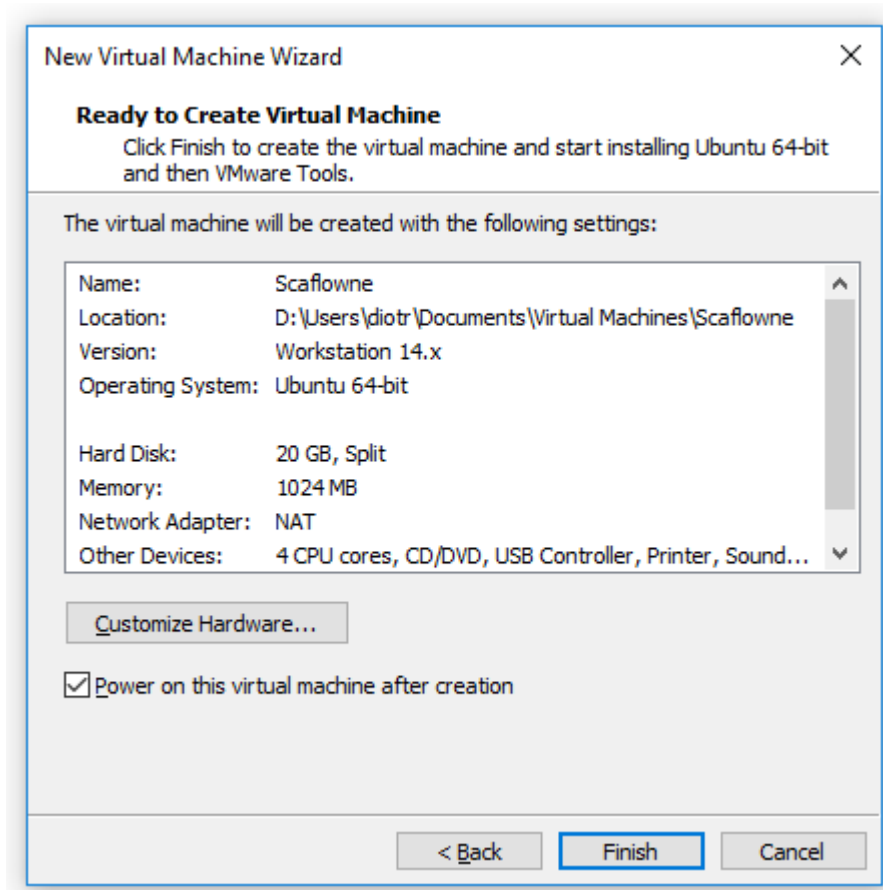 New Virtual Machine Wizard
Ready to Create Virtual Machine
Click Finish to create the virtual machine and start installing Ubuntu 64-bit
and then VMware Tools.
The virtual machine will be created with the following settings:
Name: Scaflowne
Location: D:\Users\diotr\Documents\Virtual Machines\Scaflowne
Version: Workstation 14.x
Operating System: Ubuntu 64-bit
Hard Disk: 20 GB, Split
Memory: 1024 MB
Network Adapter: NAT
Other Devices: 4 CPU cores, CD/DVD, USB Controller, Printer, Sound...
Customize Hardware...
Power on this virtual machine after creation
< Back Finish Cancel